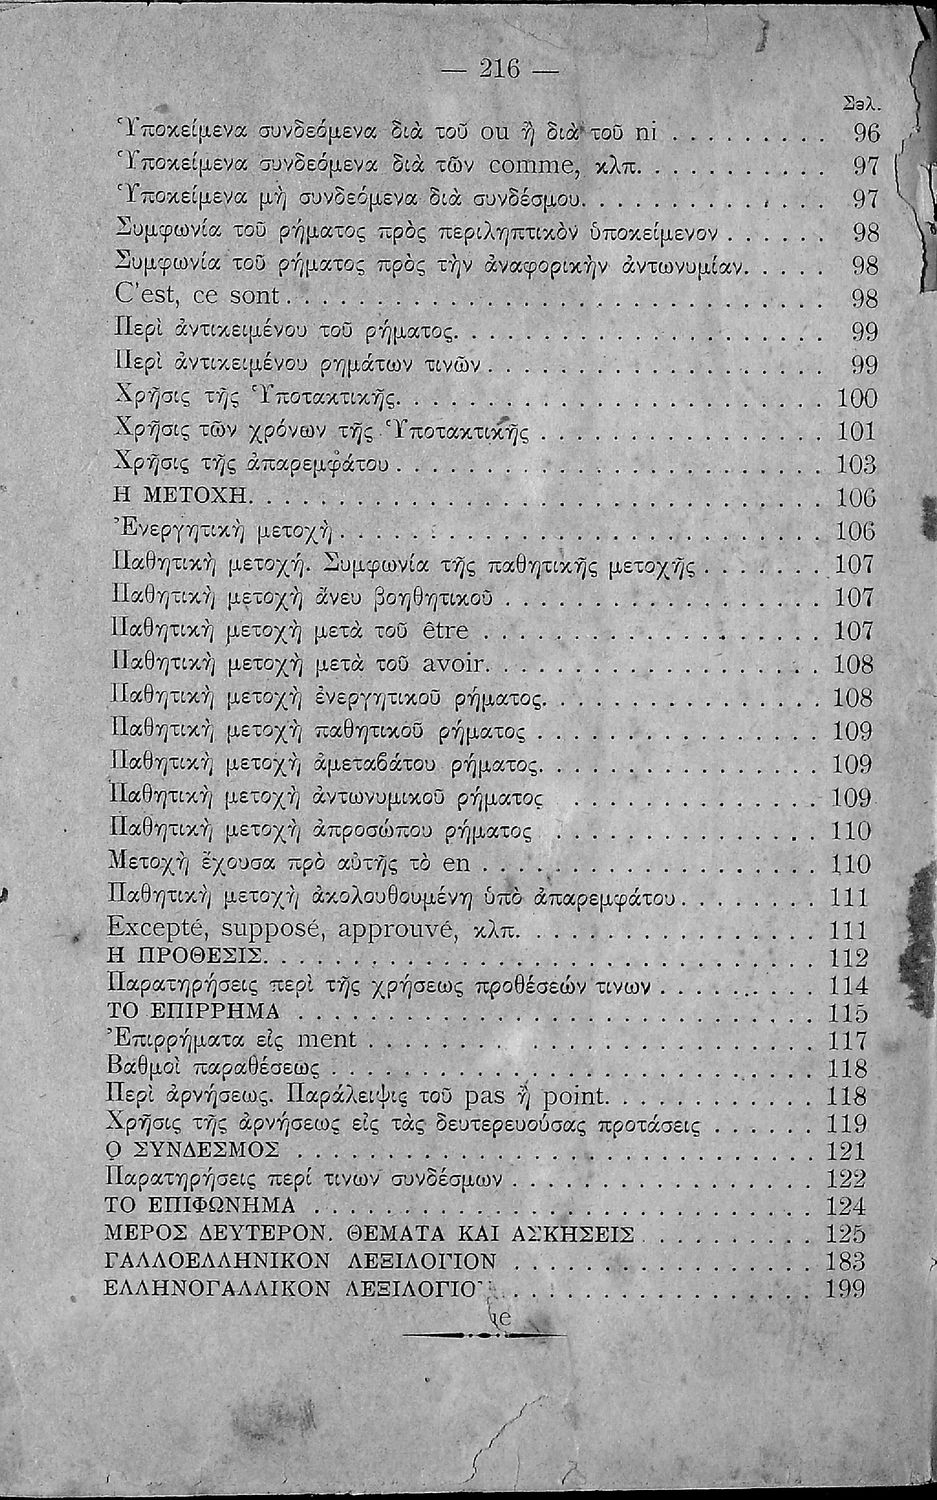 — 216 —
Σελ.
Ὑποκείμενα συνδεόμενα διὰ τοῦ ou ἢ διὰ τοῦ ni . . . . . . . . . 96
Ὑποκείμενα συνδεόμενα διὰ τῶν comme, κλπ. . . . . . . . . . . 97
Ὑποκείμενα μὴ συνδεόμενα διὰ συνδέσμου. . . . . . . . . . . . . 97
Συμφωνία τοῦ ρήματος πρὸς περιληπτικὸν ὑποκείμενον . . . . . . 98
Συμφωνία τοῦ ρήματος πρὸς τὴν ἀναφορικὴν ἀντωνυμίαν. . . . . 98
C'est, ce sont . . . . . . . . . . . . . . . . . . . . . . . . . . . 98
Περὶ ἀντικειμένου τοῦ ρήματος. . . . . . . . . . . . . . . . . . . 99
Περὶ ἀντικειμένου ρημάτων τινῶν . . . . . . . . . . . . . . . . . 99
Χρῆσις τῆς Ὑποτακτικῆς. . . . . . . . . . . . . . . . . . . . . . 100
Χρῆσις τῶν χρόνων τῆς Ὑποτακτικῆς . . . . . . . . . . . . . . . 101
Χρῆσις τῆς ἀπαρεμφάτου . . . . . . . . . . . . . . . . . . . . . 103
Η ΜΕΤΟΧΗ. . . . . . . . . . . . . . . . . . . . . . . . . . . . . 106
Ἐνεργητικὴ μετοχὴ . . . . . . . . . . . . . . . . . . . . . . . . 106
Παθητικὴ μετοχή. Συμφωνία τῆς παθητικῆς μετοχῆς . . . . . . . 107
Παθητικὴ μετοχὴ ἄνευ βοηθητικοῦ . . . . . . . . . . . . . . . . 107
Παθητικὴ μετοχὴ μετὰ τοῦ être . . . . . . . . . . . . . . . . . 107
Παθητικὴ μετοχὴ μετὰ τοῦ avoir. . . . . . . . . . . . . . . . . 108
Παθητικὴ μετοχὴ ἐνεργητικοῦ ρήματος. . . . . . . . . . . . . . 108
Παθητικὴ μετοχὴ παθητικοῦ ρήματος . . . . . . . . . . . . . . 109
Παθητικὴ μετοχὴ ἀμεταβάτου ρήματος. . . . . . . . . . . . . . 109
Παθητικὴ μετοχὴ ἀντωνυμικοῦ ρήματος . . . . . . . . . . . . . 109
Παθητικὴ μετοχὴ ἀπροσώπου ρήματος . . . . . . . . . . . . . . 110
Μετοχὴ ἔχουσα πρὸ αὐτῆς τὸ en . . . . . . . . . . . . . . . . . 110
Παθητικὴ μετοχὴ ἀκολουθουμένη ὑπὸ ἀπαρεμφάτου. . . . . . . . 111
Excepté, supposé, approuvé, κλπ. . . . . . . . . . . . . . . . . 111
Η ΠΡΟΘΕΣΙΣ. . . . . . . . . . . . . . . . . . . . . . . . . . . . 112
Παρατηρήσεις περὶ τῆς χρήσεως προθέσεών τινων . . . . . . . . . 114
ΤΟ ΕΠΙΡΡΗΜΑ . . . . . . . . . . . . . . . . . . . . . . . . . . 115
Ἐπιρρήματα εἰς ment . . . . . . . . . . . . . . . . . . . . . . . 117
Βαθμοὶ παραθέσεως . . . . . . . . . . . . . . . . . . . . . . . . 118
Περὶ ἀρνήσεως. Παράλειψις τοῦ pas ἢ point. . . . . . . . . . . . 118
Χρῆσις τῆς ἀρνήσεως εἰς τὰς δευτερευούσας προτάσεις . . . . . . 119
Ο ΣΥΝΔΕΣΜΟΣ . . . . . . . . . . . . . . . . . . . . . . . . . . 121
Παρατηρήσεις περί τινων συνδέσμων . . . . . . . . . . . . . . . 122
ΤΟ ΕΠΙΦΩΝΗΜΑ . . . . . . . . . . . . . . . . . . . . . . . . . 124
ΜΕΡΟΣ ΔΕΥΤΕΡΟΝ. ΘΕΜΑΤΑ ΚΑΙ ΑΣΚΗΣΕΙΣ . . . . . . . . . 125
ΓΑΛΛΟΕΛΛΗΝΙΚΟΝ ΛΕΞΙΛΟΓΙΟΝ . . . . . . . . . . . . . . . 183
ΕΛΛΗΝΟΓΑΛΛΙΚΟΝ . . . . . . . . . . . . . . . 199